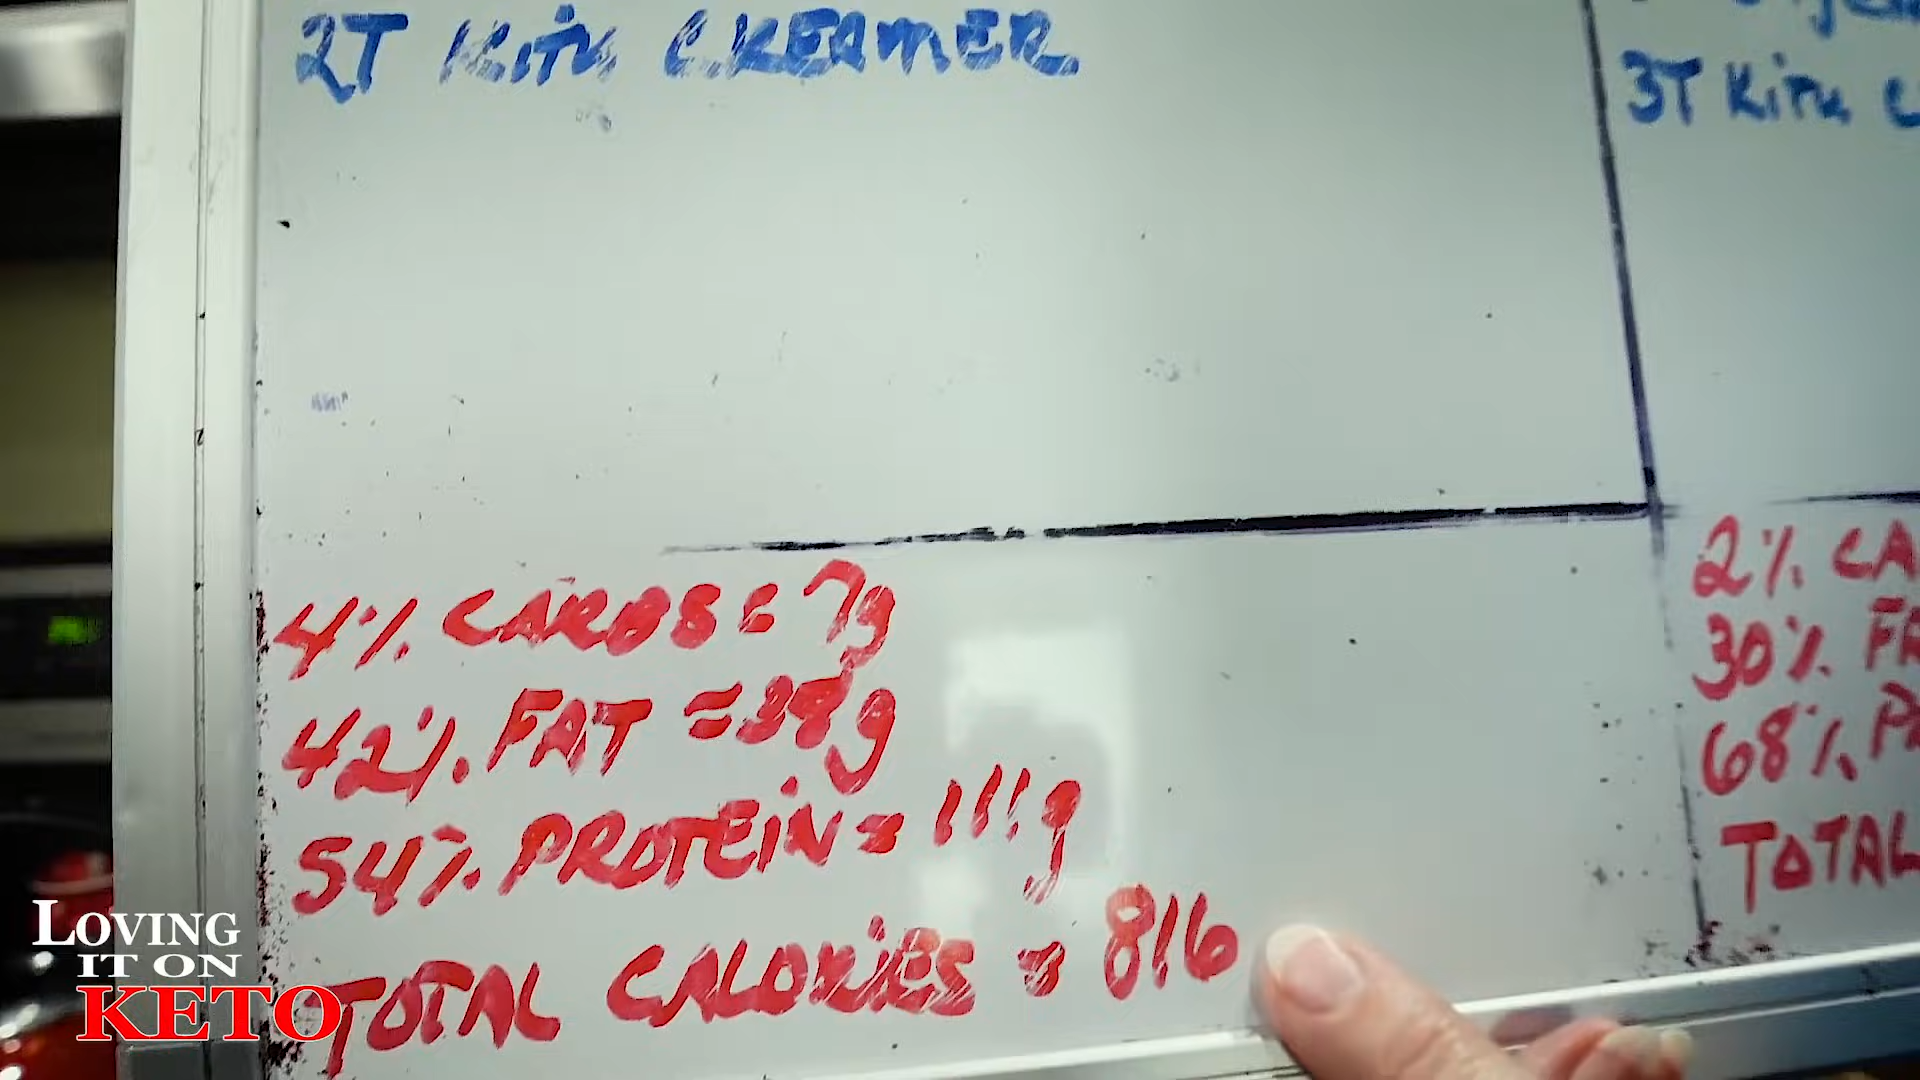 2T KiTu CREAMER
3T KiTu
4% CARBS = 7g
42% FAT = 38g
54% PROTEIN = 111g
TOTAL CALORIES = 816
2% CA
30% FA
68% P
TOTAL
LOVING
IT ON
KETO